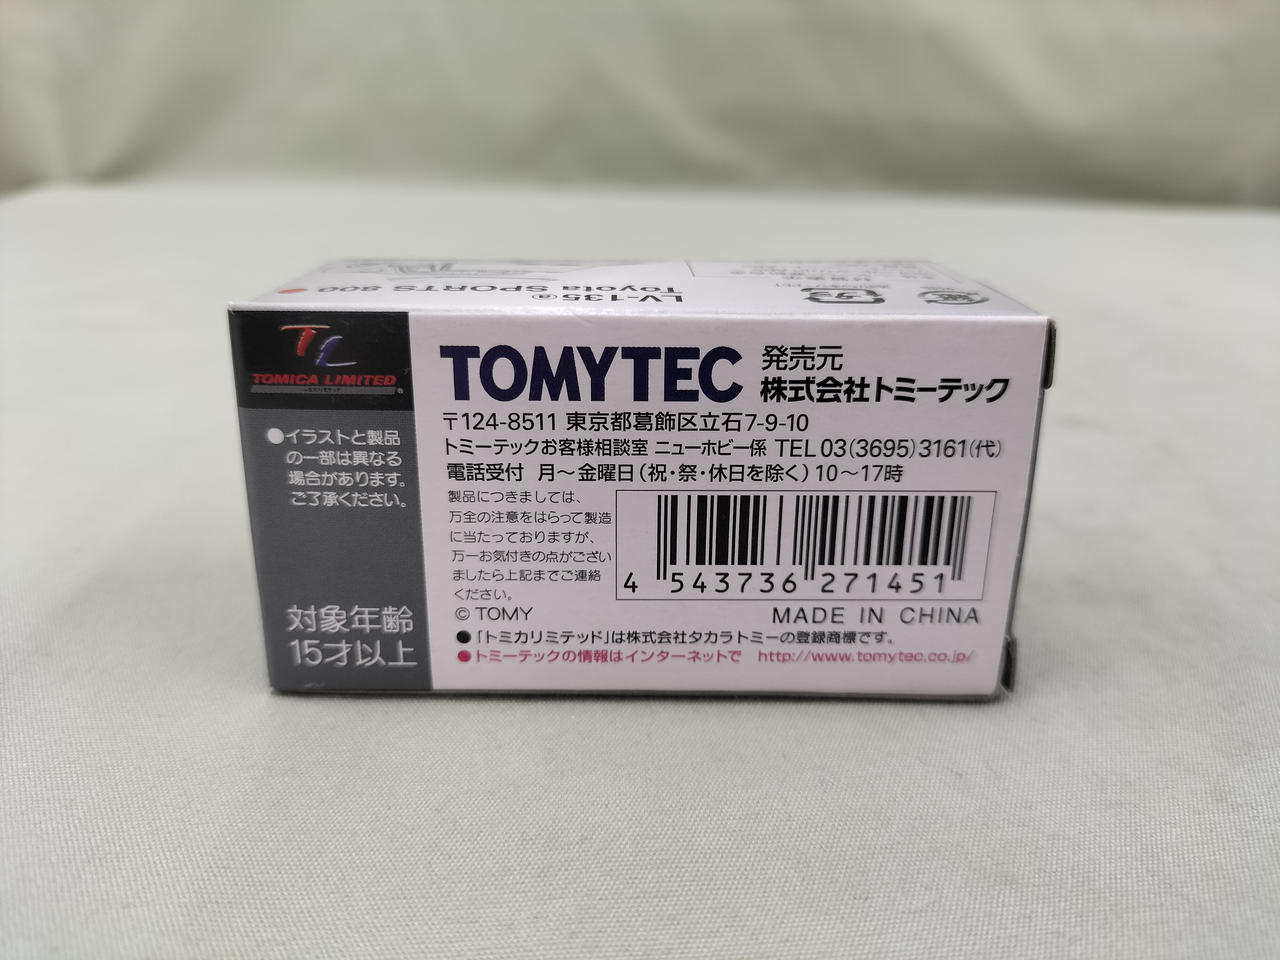 LV-135ⓐ
Toyota SPORTS 800
TL
TOMICA LIMITED
●イラストと製品
の一部は異なる
場合があります。
ご了承ください。
対象年齢
15才以上
TOMYTEC 発売元
株式会社トミーテック
〒124-8511 東京都葛飾区立石7-9-10
トミーテックお客様相談室 ニューホビー係 TEL 03(3695)3161(代)
電話受付 月〜金曜日(祝・祭・休日を除く)10〜17時
製品につきましては、
万全の注意をはらって製造
に当たっておりますが、
万一お気付きの点がござい
ましたら上記までご連絡
ください。
4 543736 271451
© TOMY MADE IN CHINA
●「トミカリミテッド」は株式会社タカラトミーの登録商標です。
●トミーテックの情報はインターネットで http://www.tomytec.co.jp/